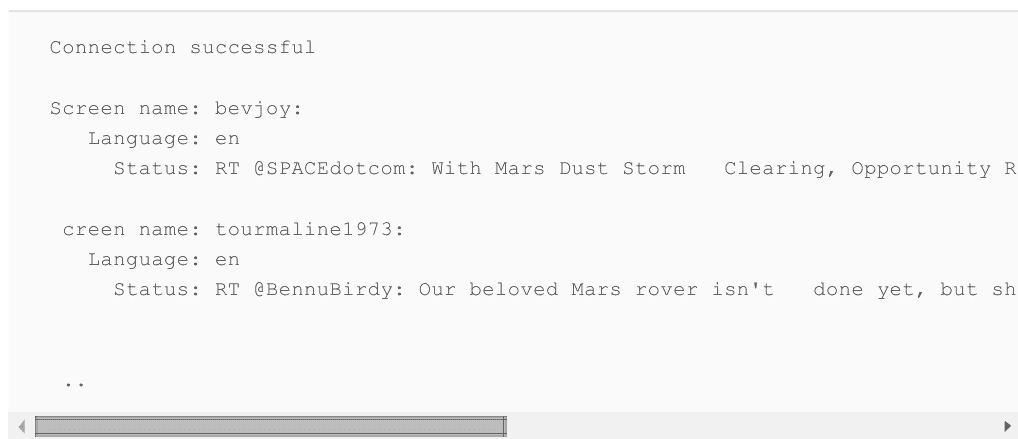 Connection successful
Screen name: bevjoy:
Language: en
Status: RT @SPACEdotcom: With Mars Dust Storm   Clearing, Opportunity R
creen name: tourmaline1973:
Language: en
Status: RT @BennuBirdy: Our beloved Mars rover isn't   done yet, but sh
..